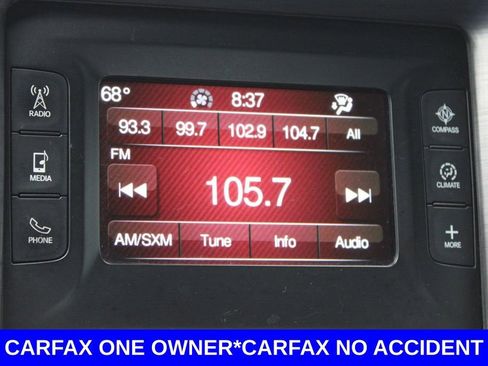 68° 8:37
RADIO
93.3 99.7 102.9 104.7 All
COMPASS
FM
MEDIA
105.7
CLIMATE
PHONE
AM/SXM Tune Info Audio
MORE
CARFAX ONE OWNER*CARFAX NO ACCIDENT